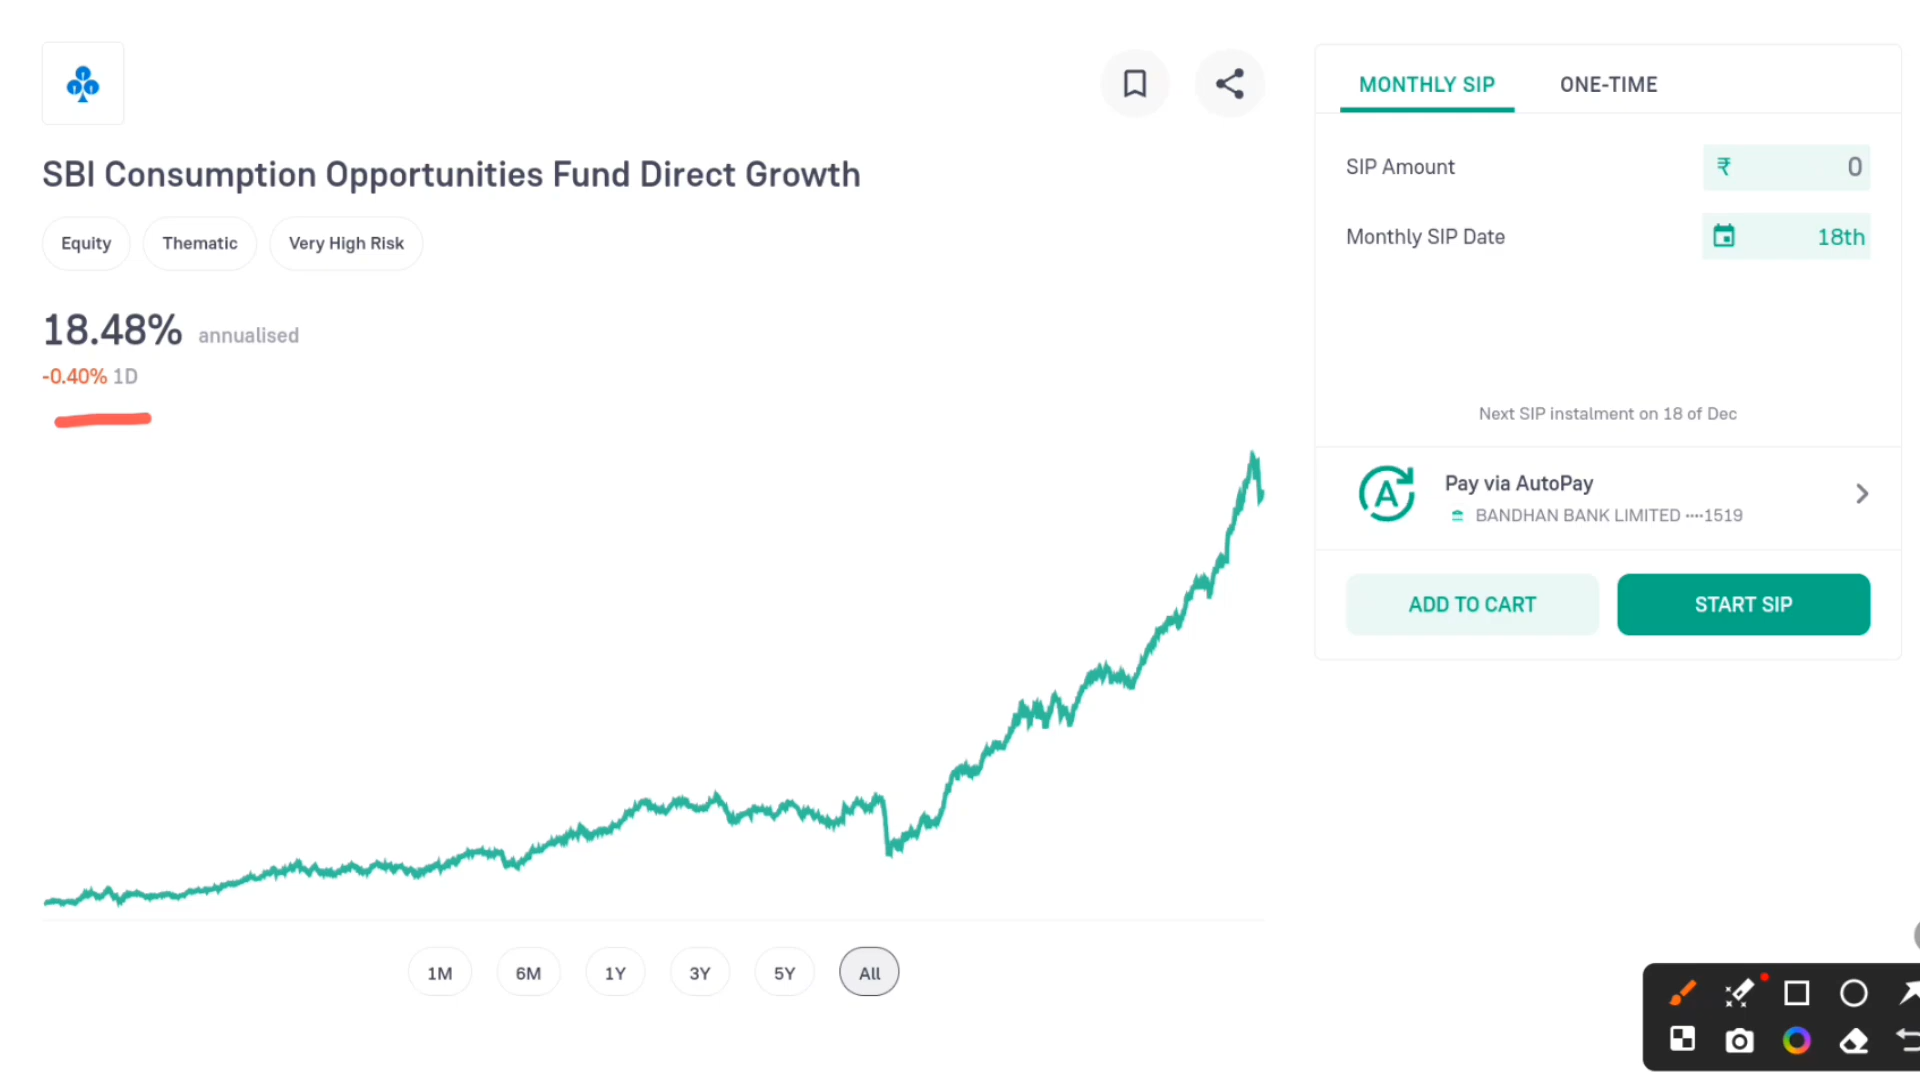 SBI Consumption Opportunities Fund Direct Growth
Equity
Thematic
Very High Risk
18.48% annualised
-0.40% 1D
1M
6M
1Y
3Y
5Y
All
MONTHLY SIP
ONE-TIME
SIP Amount
₹ 0
Monthly SIP Date
18th
Next SIP instalment on 18 of Dec
Pay via AutoPay
BANDHAN BANK LIMITED ••••1519
ADD TO CART
START SIP